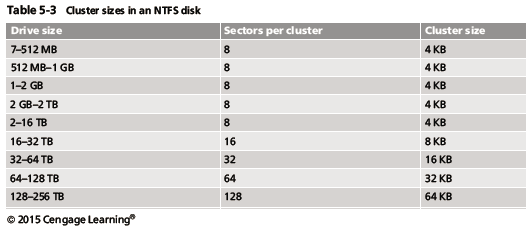 Table 5-3 Cluster sizes in an NTFS disk
Drive size Sectors per cluster Cluster size
7–512 MB 8 4 KB
512 MB–1 GB 8 4 KB
1–2 GB 8 4 KB
2 GB–2 TB 8 4 KB
2–16 TB 8 4 KB
16–32 TB 16 8 KB
32–64 TB 32 16 KB
64–128 TB 64 32 KB
128–256 TB 128 64 KB
© 2015 Cengage Learning®